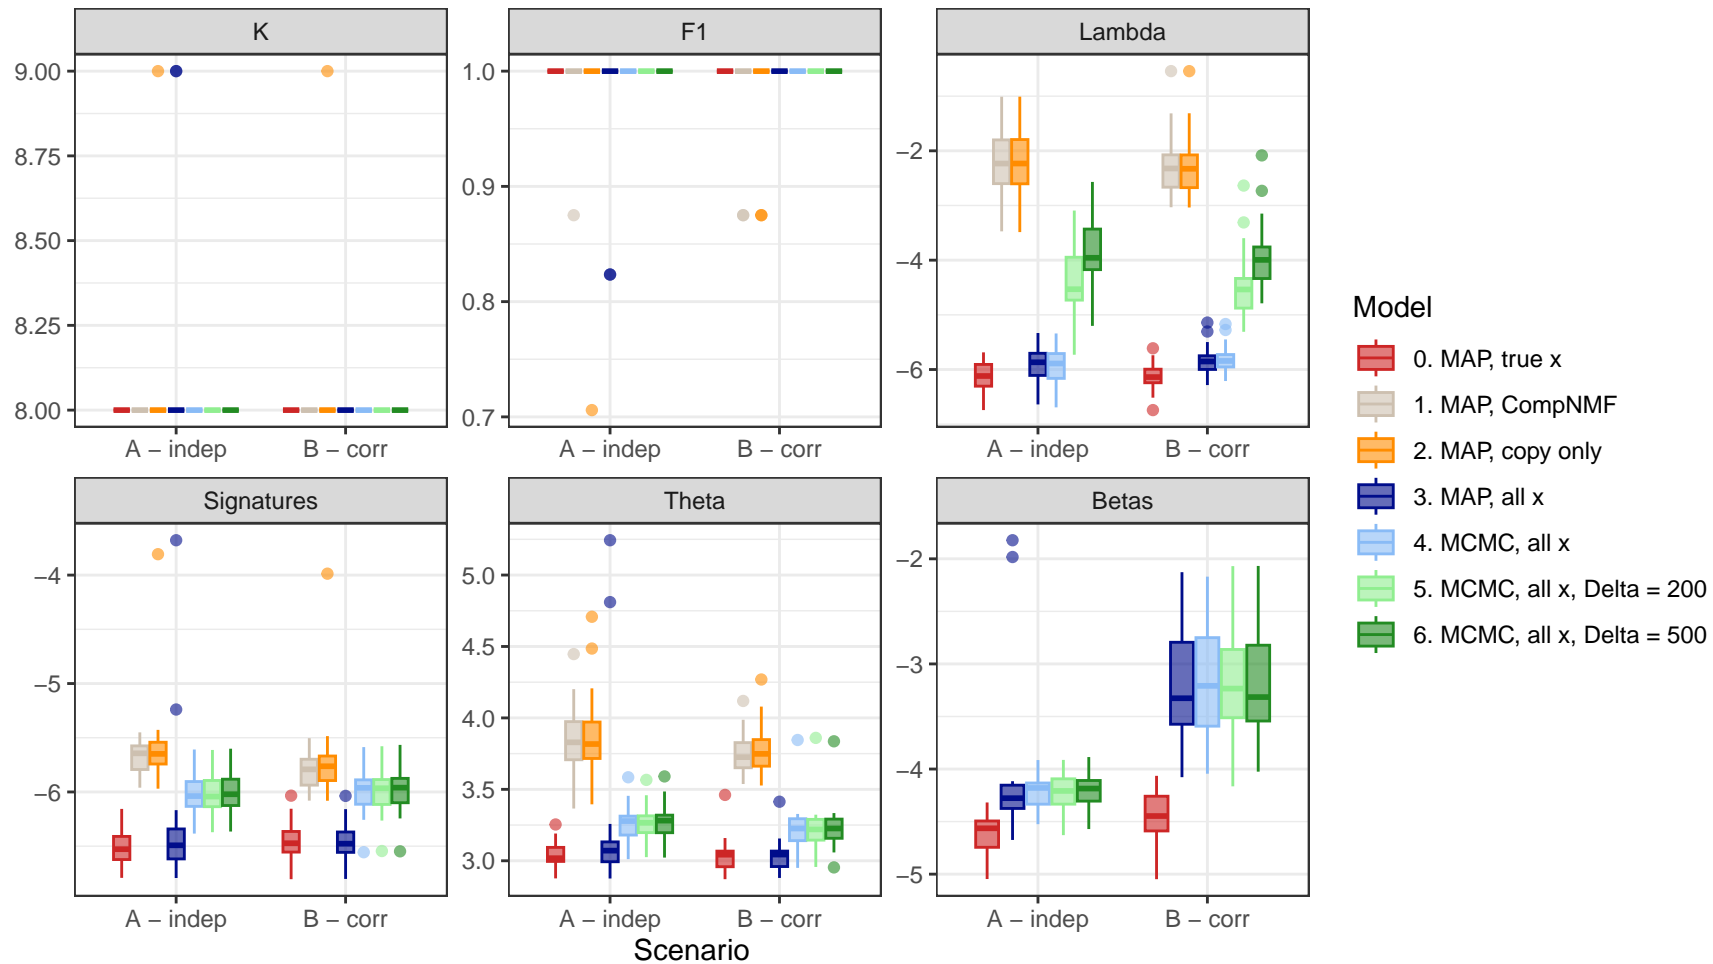 K
F1
Lambda
9.00
8.75
8.50
8.25
8.00
1.0
0.9
0.8
0.7
−2
−4
−6
A − indep
B − corr
A − indep
B − corr
A − indep
B − corr
Signatures
Theta
Betas
−4
−5
−6
5.0
4.5
4.0
3.5
3.0
−2
−3
−4
−5
A − indep
B − corr
A − indep
B − corr
A − indep
B − corr
Scenario
Model
0. MAP, true x
1. MAP, CompNMF
2. MAP, copy only
3. MAP, all x
4. MCMC, all x
5. MCMC, all x, Delta = 200
6. MCMC, all x, Delta = 500